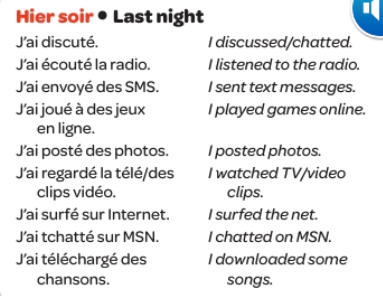 Hier soir • Last night
J'ai discuté. I discussed/chatted.
J'ai écouté la radio. I listened to the radio.
J'ai envoyé des SMS. I sent text messages.
J'ai joué à des jeux I played games online.
en ligne.
J'ai posté des photos. I posted photos.
J'ai regardé la télé/des I watched TV/video
clips vidéo. clips.
J'ai surfé sur Internet. I surfed the net.
J'ai tchatté sur MSN. I chatted on MSN.
J'ai téléchargé des I downloaded some
chansons. songs.